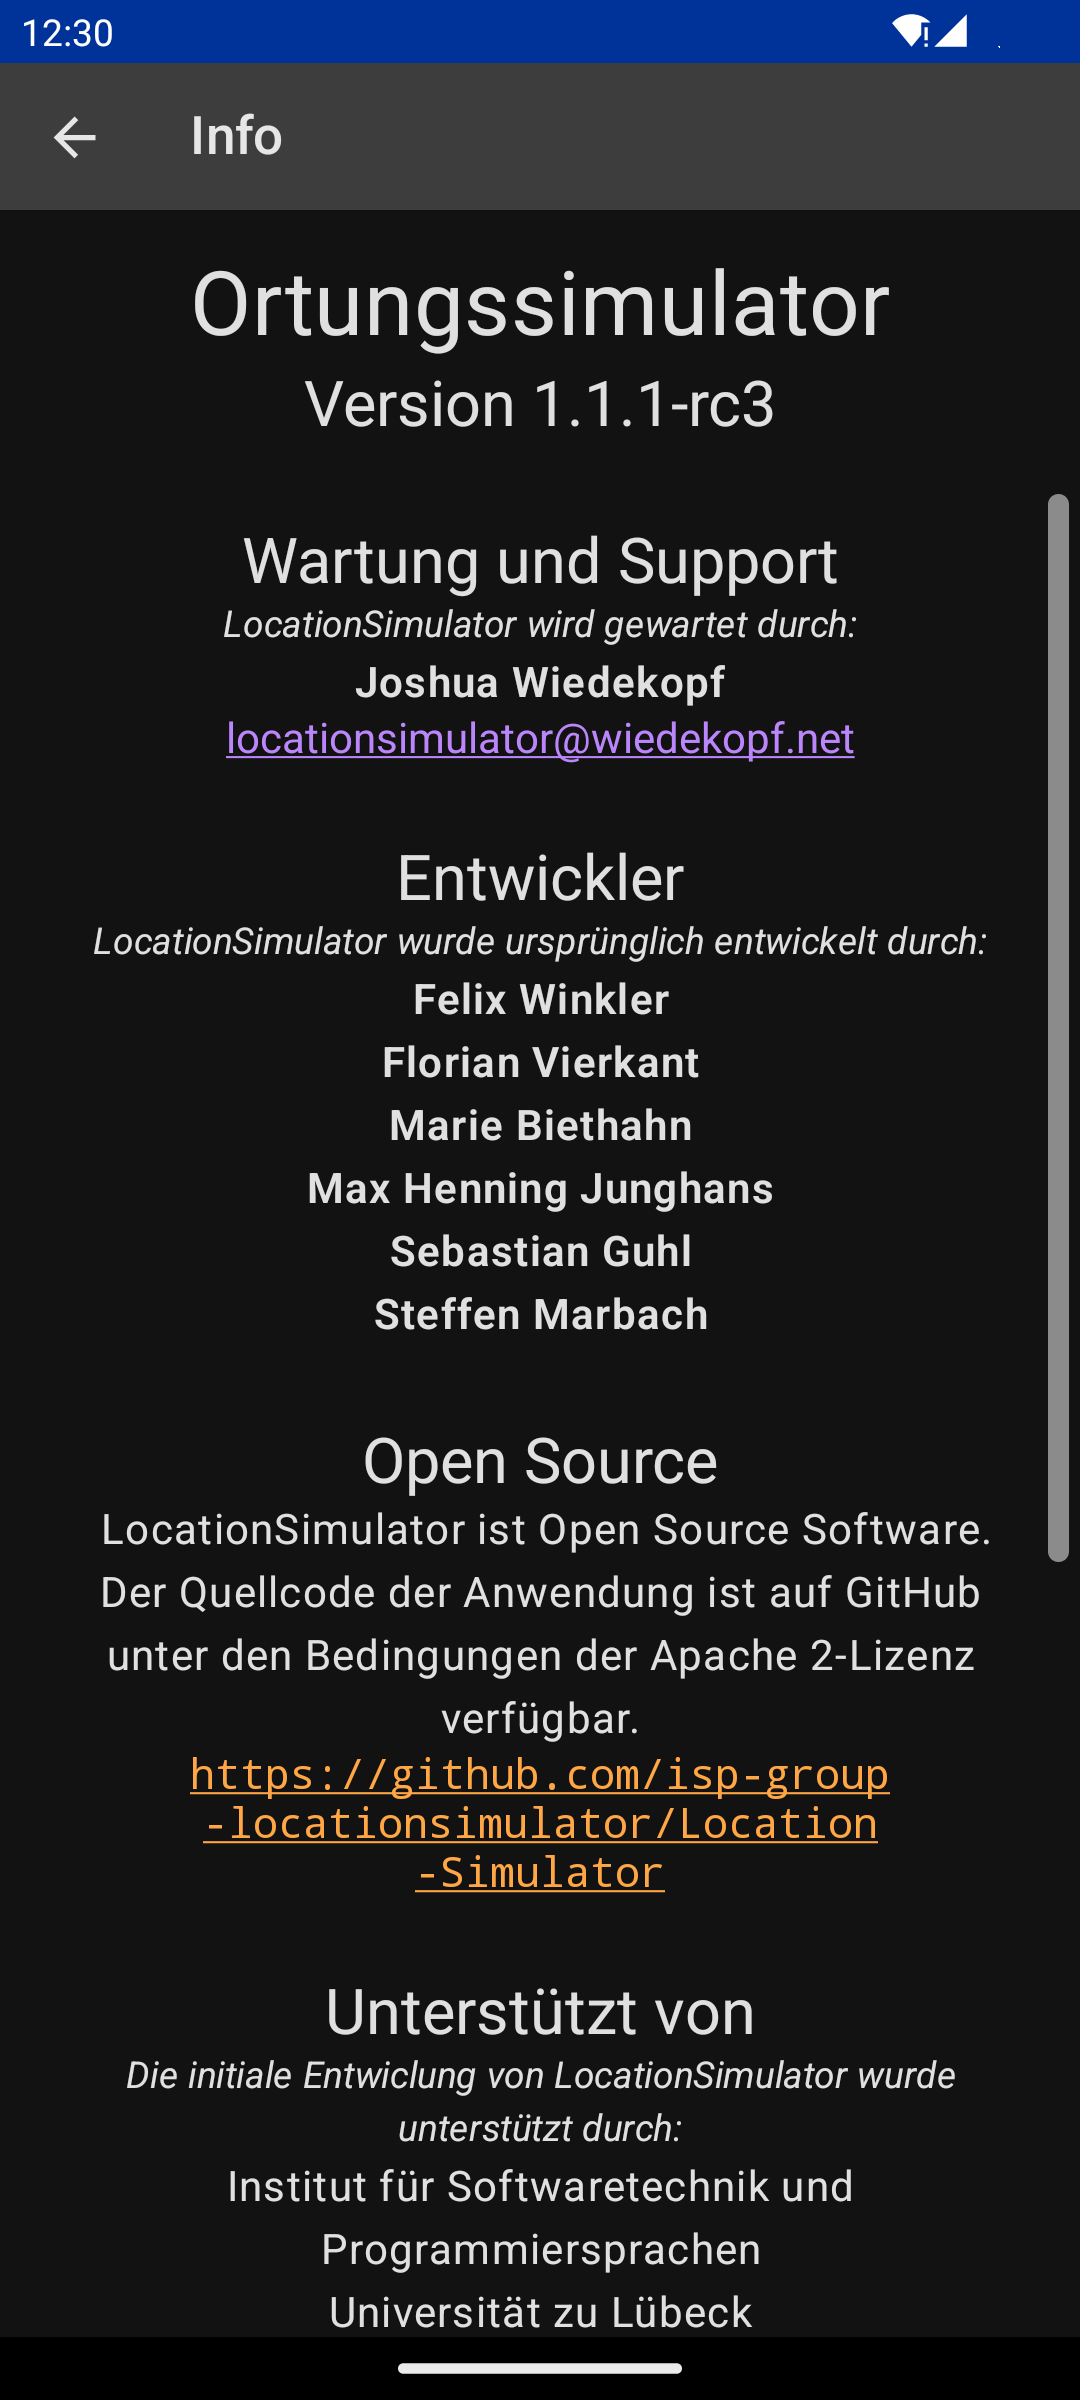 12:30
Info
Ortungssimulator
Version 1.1.1-rc3
Wartung und Support
LocationSimulator wird gewartet durch:
Joshua Wiedekopf
locationsimulator@wiedekopf.net
Entwickler
LocationSimulator wurde ursprünglich entwickelt durch:
Felix Winkler
Florian Vierkant
Marie Biethahn
Max Henning Junghans
Sebastian Guhl
Steffen Marbach
Open Source
LocationSimulator ist Open Source Software.
Der Quellcode der Anwendung ist auf GitHub
unter den Bedingungen der Apache 2-Lizenz
verfügbar.
https://github.com/isp-group
-locationsimulator/Location
-Simulator
Unterstützt von
Die initiale Entwiclung von LocationSimulator wurde
unterstützt durch:
Institut für Softwaretechnik und
Programmiersprachen
Universität zu Lübeck